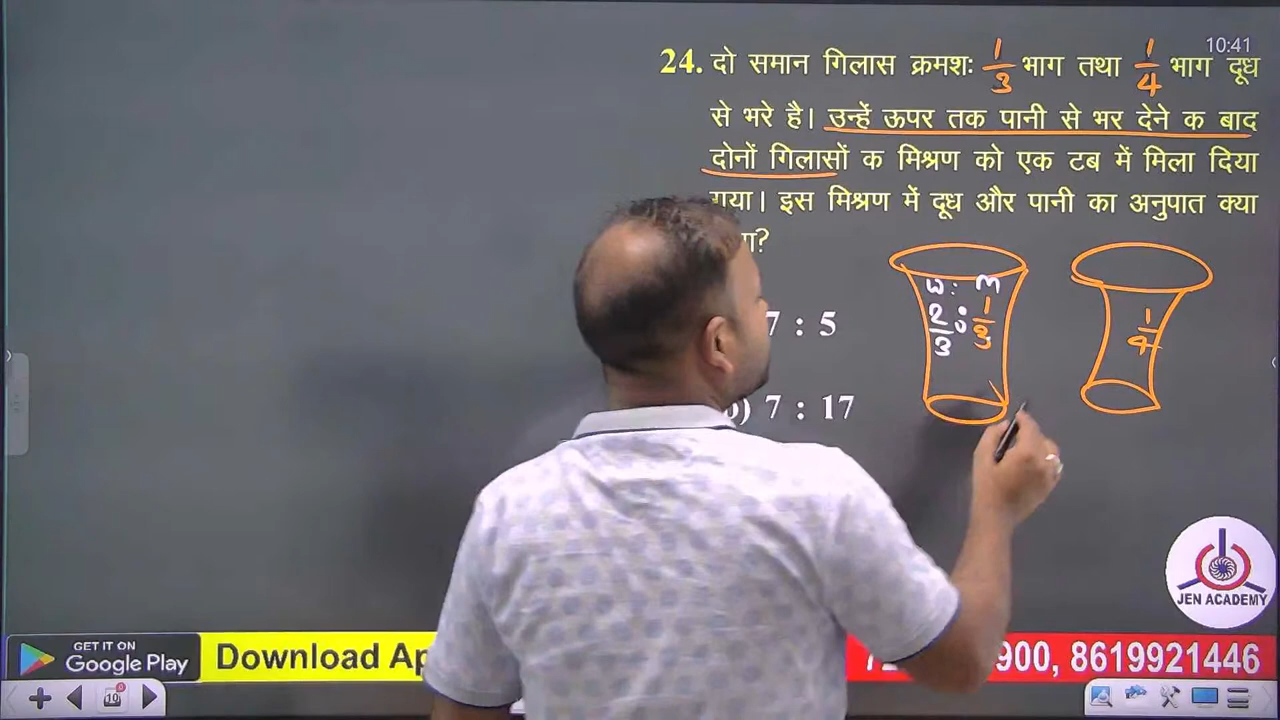 10:41
24. दो समान गिलास क्रमशः 1/3 भाग तथा 1/4 भाग दूध
से भरे है। उन्हें ऊपर तक पानी से भर देने क बाद
दोनों गिलासों क मिश्रण को एक टब में मिला दिया
गया। इस मिश्रण में दूध और पानी का अनुपात क्या
?
7 : 5
b) 7 : 17
W : M
2/3 : 1/3
1/4
JEN ACADEMY
GET IT ON
Google Play
Download
900, 8619921446
10